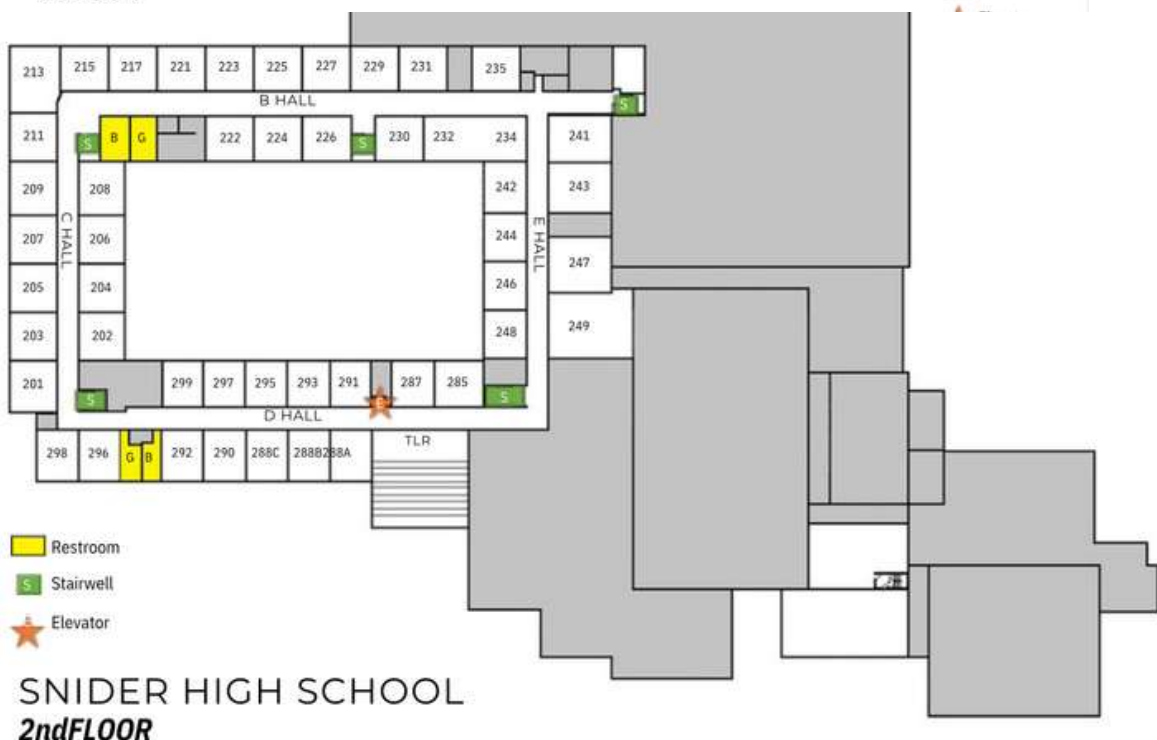 213 215 217 221 223 225 227 229 231 235
B HALL
S
211 S B G 222 224 226 S 230 232 234 241
209 208 242 243
C HALL
E HALL
207 206 244 247
205 204 246
203 202 248 249
201 S 299 297 295 293 291 E 287 285 S
D HALL
TLR
298 296 G B 292 290 288C 288B 288A
Restroom
S Stairwell
E Elevator
SNIDER HIGH SCHOOL
2ndFLOOR